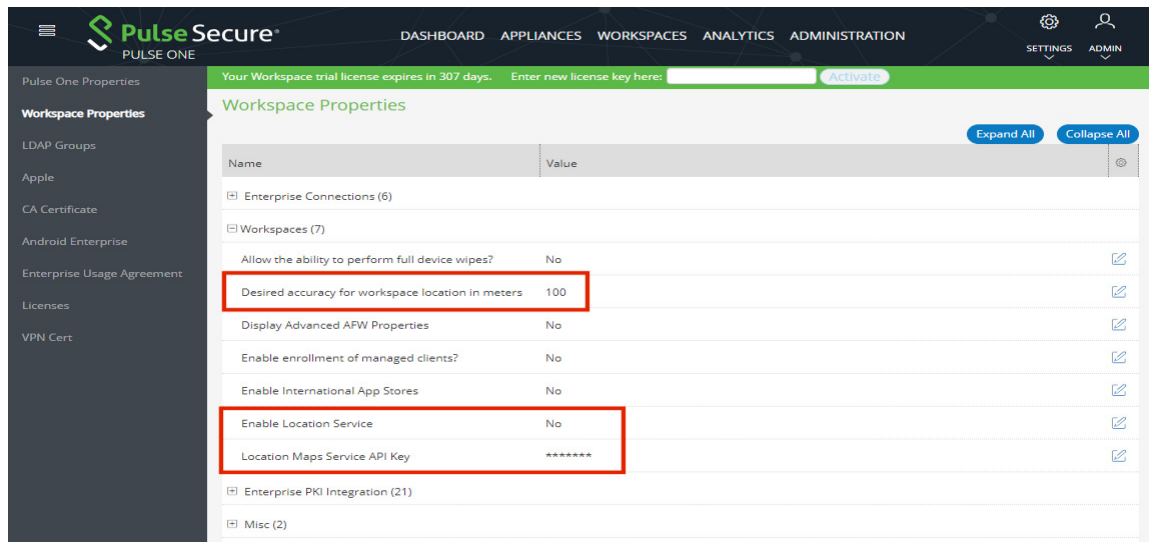 Pulse Secure®
PULSE ONE
DASHBOARD APPLIANCES WORKSPACES ANALYTICS ADMINISTRATION
SETTINGS ADMIN
Pulse One Properties
Workspace Properties
LDAP Groups
Apple
CA Certificate
Android Enterprise
Enterprise Usage Agreement
Licenses
VPN Cert
Your Workspace trial license expires in 307 days. Enter new license key here: Activate
Workspace Properties
Expand All Collapse All
Name Value
Enterprise Connections (6)
Workspaces (7)
Allow the ability to perform full device wipes? No
Desired accuracy for workspace location in meters 100
Display Advanced AFW Properties No
Enable enrollment of managed clients? No
Enable International App Stores No
Enable Location Service No
Location Maps Service API Key *******
Enterprise PKI Integration (21)
Misc (2)